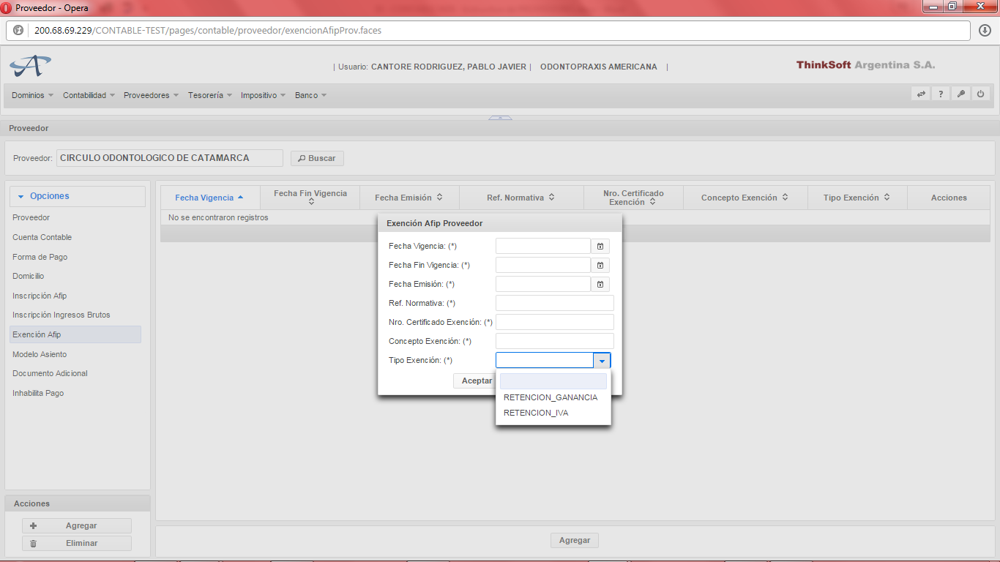 Proveedor - Opera
200.68.69.229/CONTABLE-TEST/pages/contable/proveedor/exencionAfipProv.faces
| Usuario: CANTORE RODRIGUEZ, PABLO JAVIER | ODONTOPRAXIS AMERICANA |
ThinkSoft Argentina S.A.
Dominios Contabilidad Proveedores Tesorería Impositivo Banco
?
Proveedor
Proveedor: CIRCULO ODONTOLOGICO DE CATAMARCA Buscar
Opciones
Proveedor
Cuenta Contable
Forma de Pago
Domicilio
Inscripción Afip
Inscripción Ingresos Brutos
Exención Afip
Modelo Asiento
Documento Adicional
Inhabilita Pago
Acciones
Agregar
Eliminar
Fecha Vigencia Fecha Fin Vigencia Fecha Emisión Ref. Normativa Nro. Certificado Exención Concepto Exención Tipo Exención Acciones
No se encontraron registros
Exención Afip Proveedor
Fecha Vigencia: (*)
Fecha Fin Vigencia: (*)
Fecha Emisión: (*)
Ref. Normativa: (*)
Nro. Certificado Exención: (*)
Concepto Exención: (*)
Tipo Exención: (*)
Aceptar
RETENCION_GANANCIA
RETENCION_IVA
Agregar